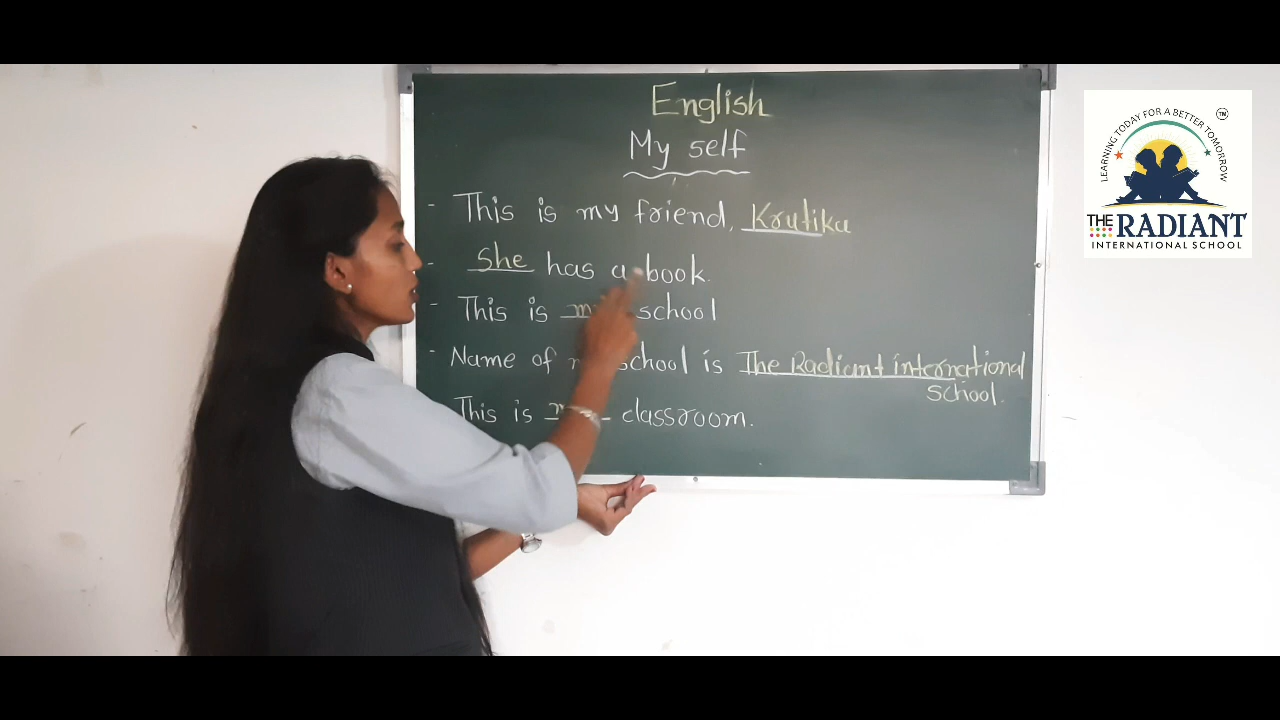 English
My self
- This is my friend, Krutika
- She has a book.
- This is school
- Name of school is The Radiant international
school.
This is classroom.
LEARNING TODAY FOR A BETTER TOMORROW
TM
THE RADIANT
INTERNATIONAL SCHOOL